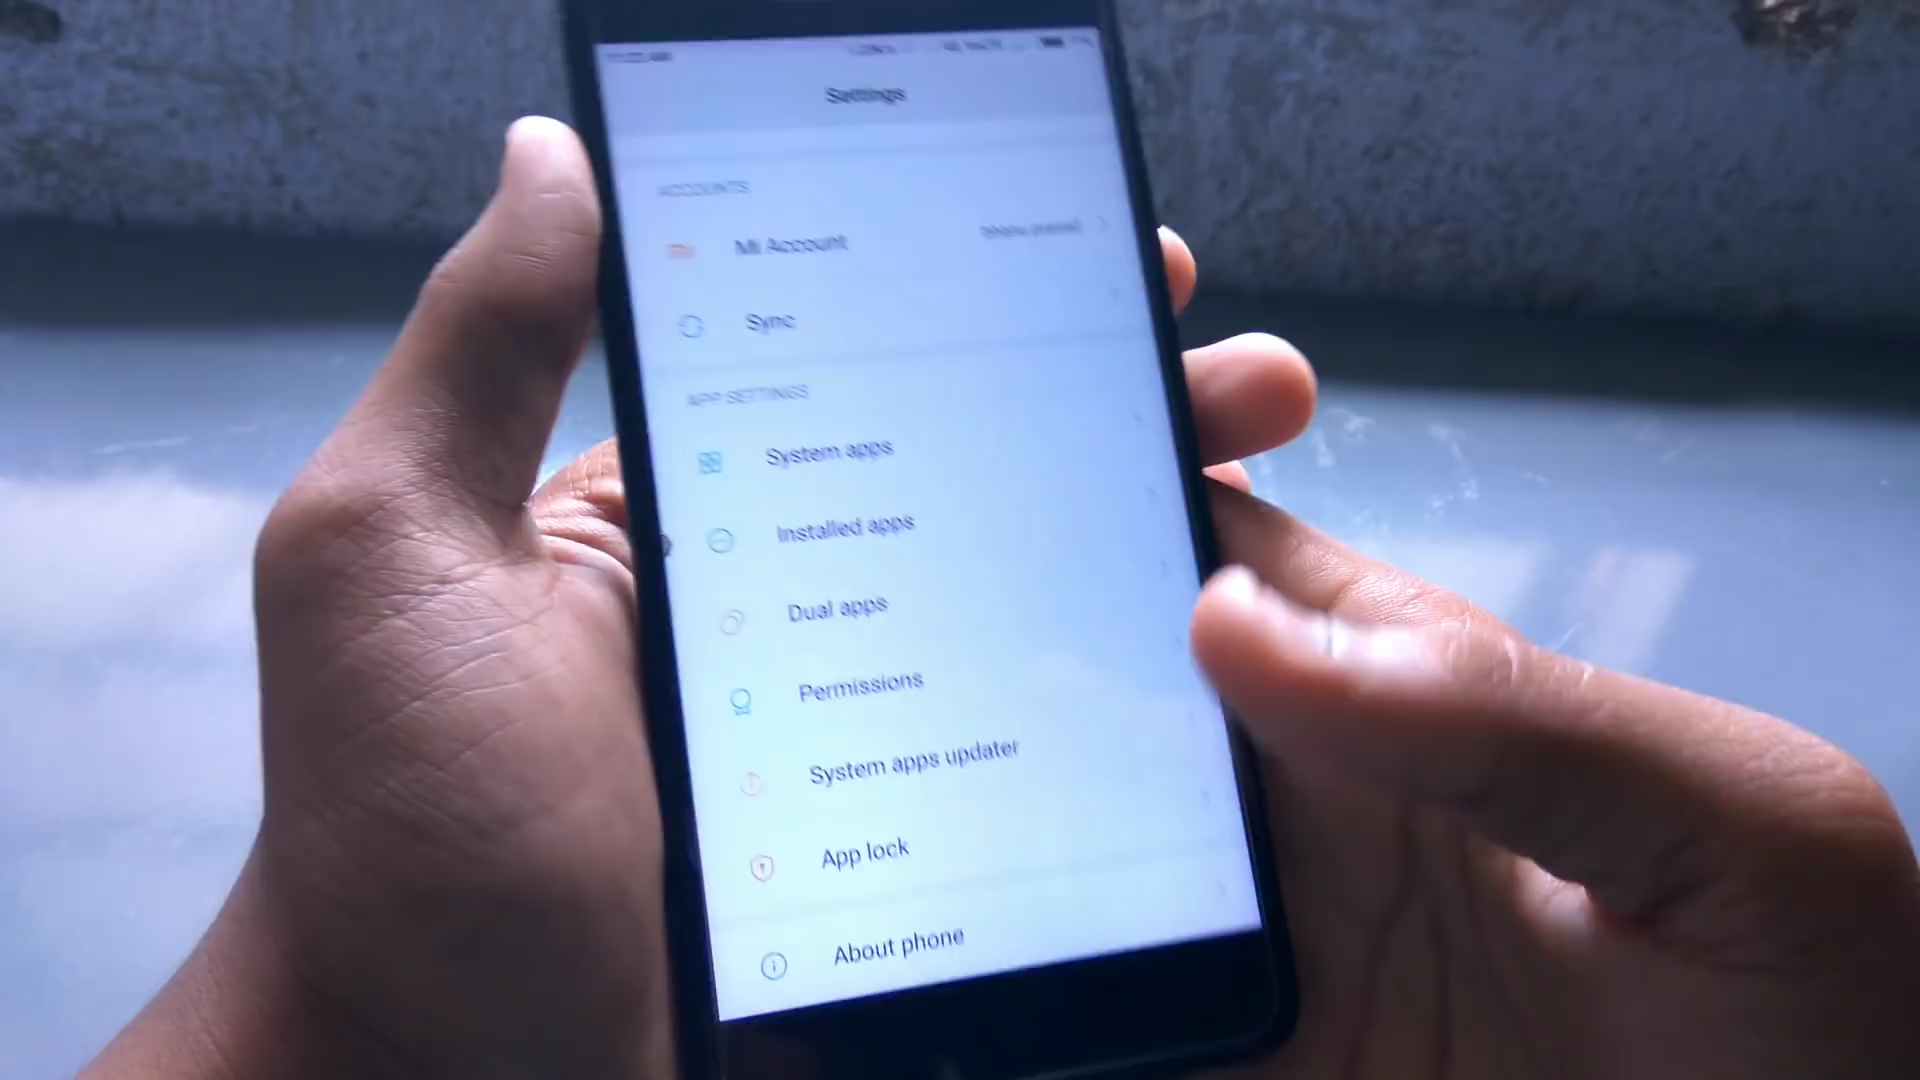 Settings
ACCOUNTS
Mi Account
Sync
APP SETTINGS
System apps
Installed apps
Dual apps
Permissions
System apps updater
App lock
About phone